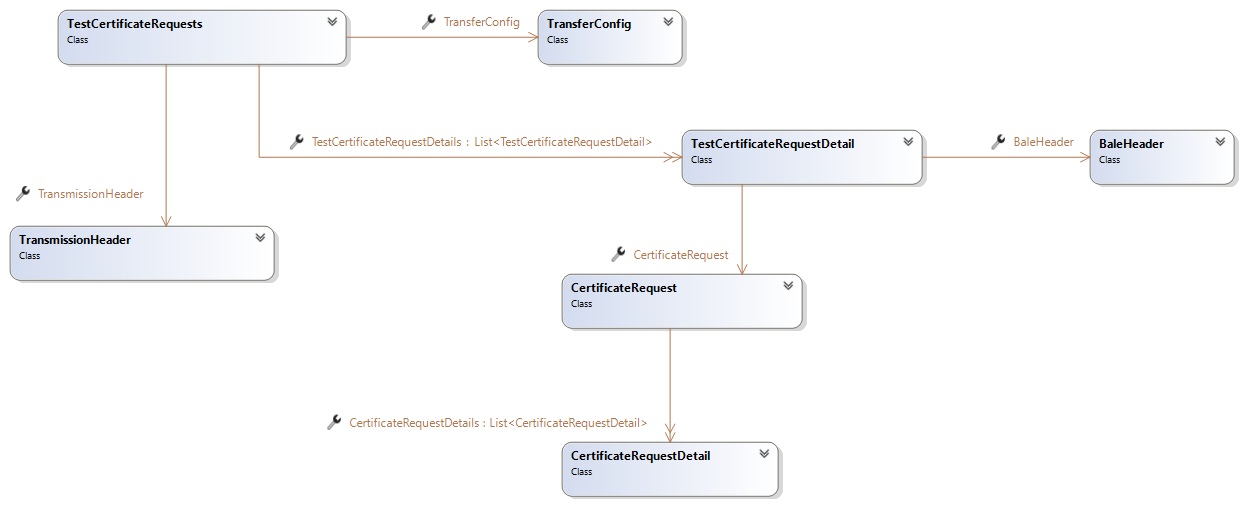 TestCertificateRequests
Class
TransferConfig
TransferConfig
Class
TestCertificateRequestDetails : List<TestCertificateRequestDetail>
TestCertificateRequestDetail
Class
BaleHeader
BaleHeader
Class
TransmissionHeader
TransmissionHeader
Class
CertificateRequest
CertificateRequest
Class
CertificateRequestDetails : List<CertificateRequestDetail>
CertificateRequestDetail
Class